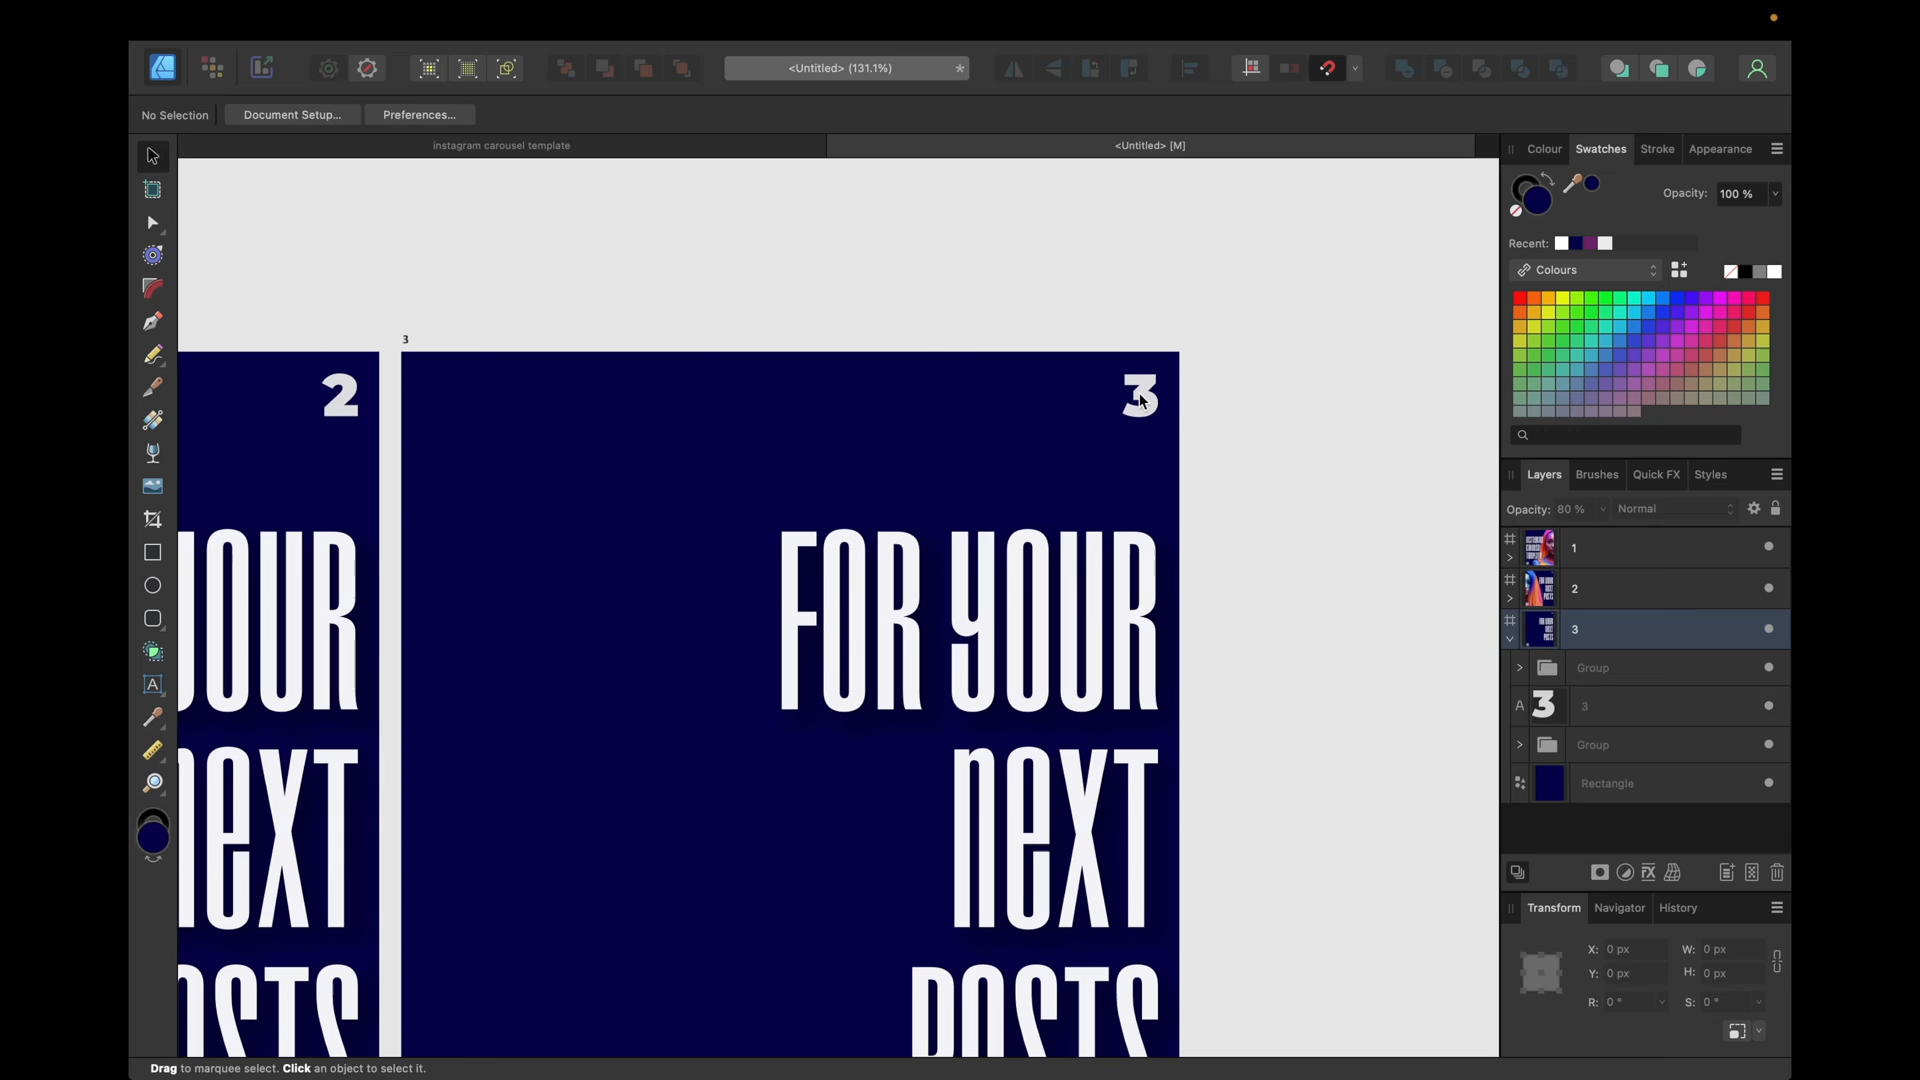 <Untitled> (131.1%)
*
No Selection
Document Setup...
Preferences...
instagram carousel template
<Untitled> [M]
Colour
Swatches
Stroke
Appearance
Opacity:
100 %
Recent:
Colours
3
2
3
FOR YOUR
NEXT
POSTS
YOUR
NEXT
POSTS
Layers
Brushes
Quick FX
Styles
Opacity:
80 %
Normal
1
2
3
Group
A
3
3
Group
Rectangle
Transform
Navigator
History
X:
0 px
W:
0 px
Y:
0 px
H:
0 px
R:
0 °
S:
0 °
A
Drag to marquee select. Click an object to select it.